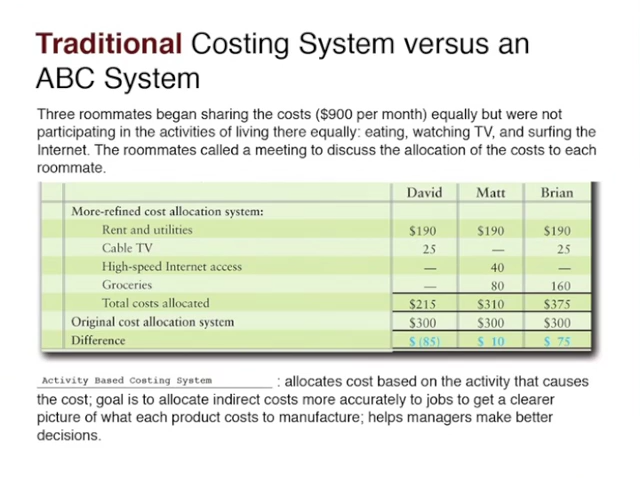 Traditional Costing System versus an
ABC System
Three roommates began sharing the costs ($900 per month) equally but were not
participating in the activities of living there equally: eating, watching TV, and surfing the
Internet. The roommates called a meeting to discuss the allocation of the costs to each
roommate.
David Matt Brian
More-refined cost allocation system:
Rent and utilities $190 $190 $190
Cable TV 25 — 25
High-speed Internet access — 40 —
Groceries — 80 160
Total costs allocated $215 $310 $375
Original cost allocation system $300 $300 $300
Difference $ (85) $ 10 $ 75
Activity Based Costing System : allocates cost based on the activity that causes
the cost; goal is to allocate indirect costs more accurately to jobs to get a clearer
picture of what each product costs to manufacture; helps managers make better
decisions.